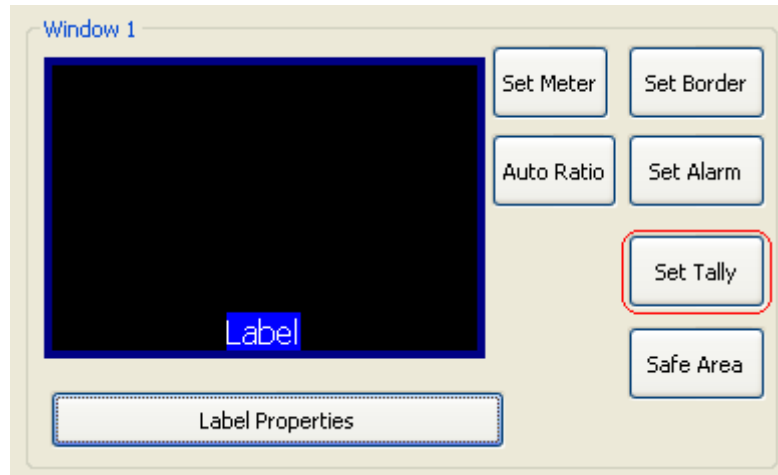 Window 1
Set Meter
Set Border
Auto Ratio
Set Alarm
Set Tally
Label
Safe Area
Label Properties